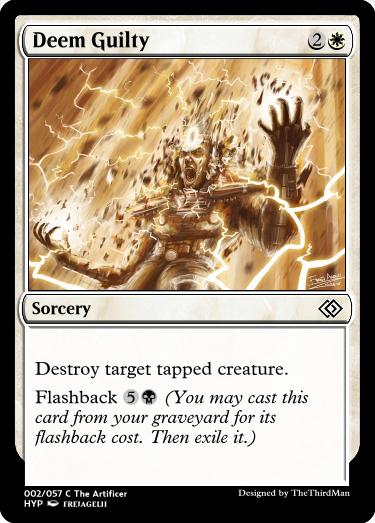 Deem Guilty 2
Sorcery
Destroy target tapped creature.
Flashback 5 (You may cast this
card from your graveyard for its
flashback cost. Then exile it.)
002/057 C The Artificer
Designed by TheThirdMan
HYP